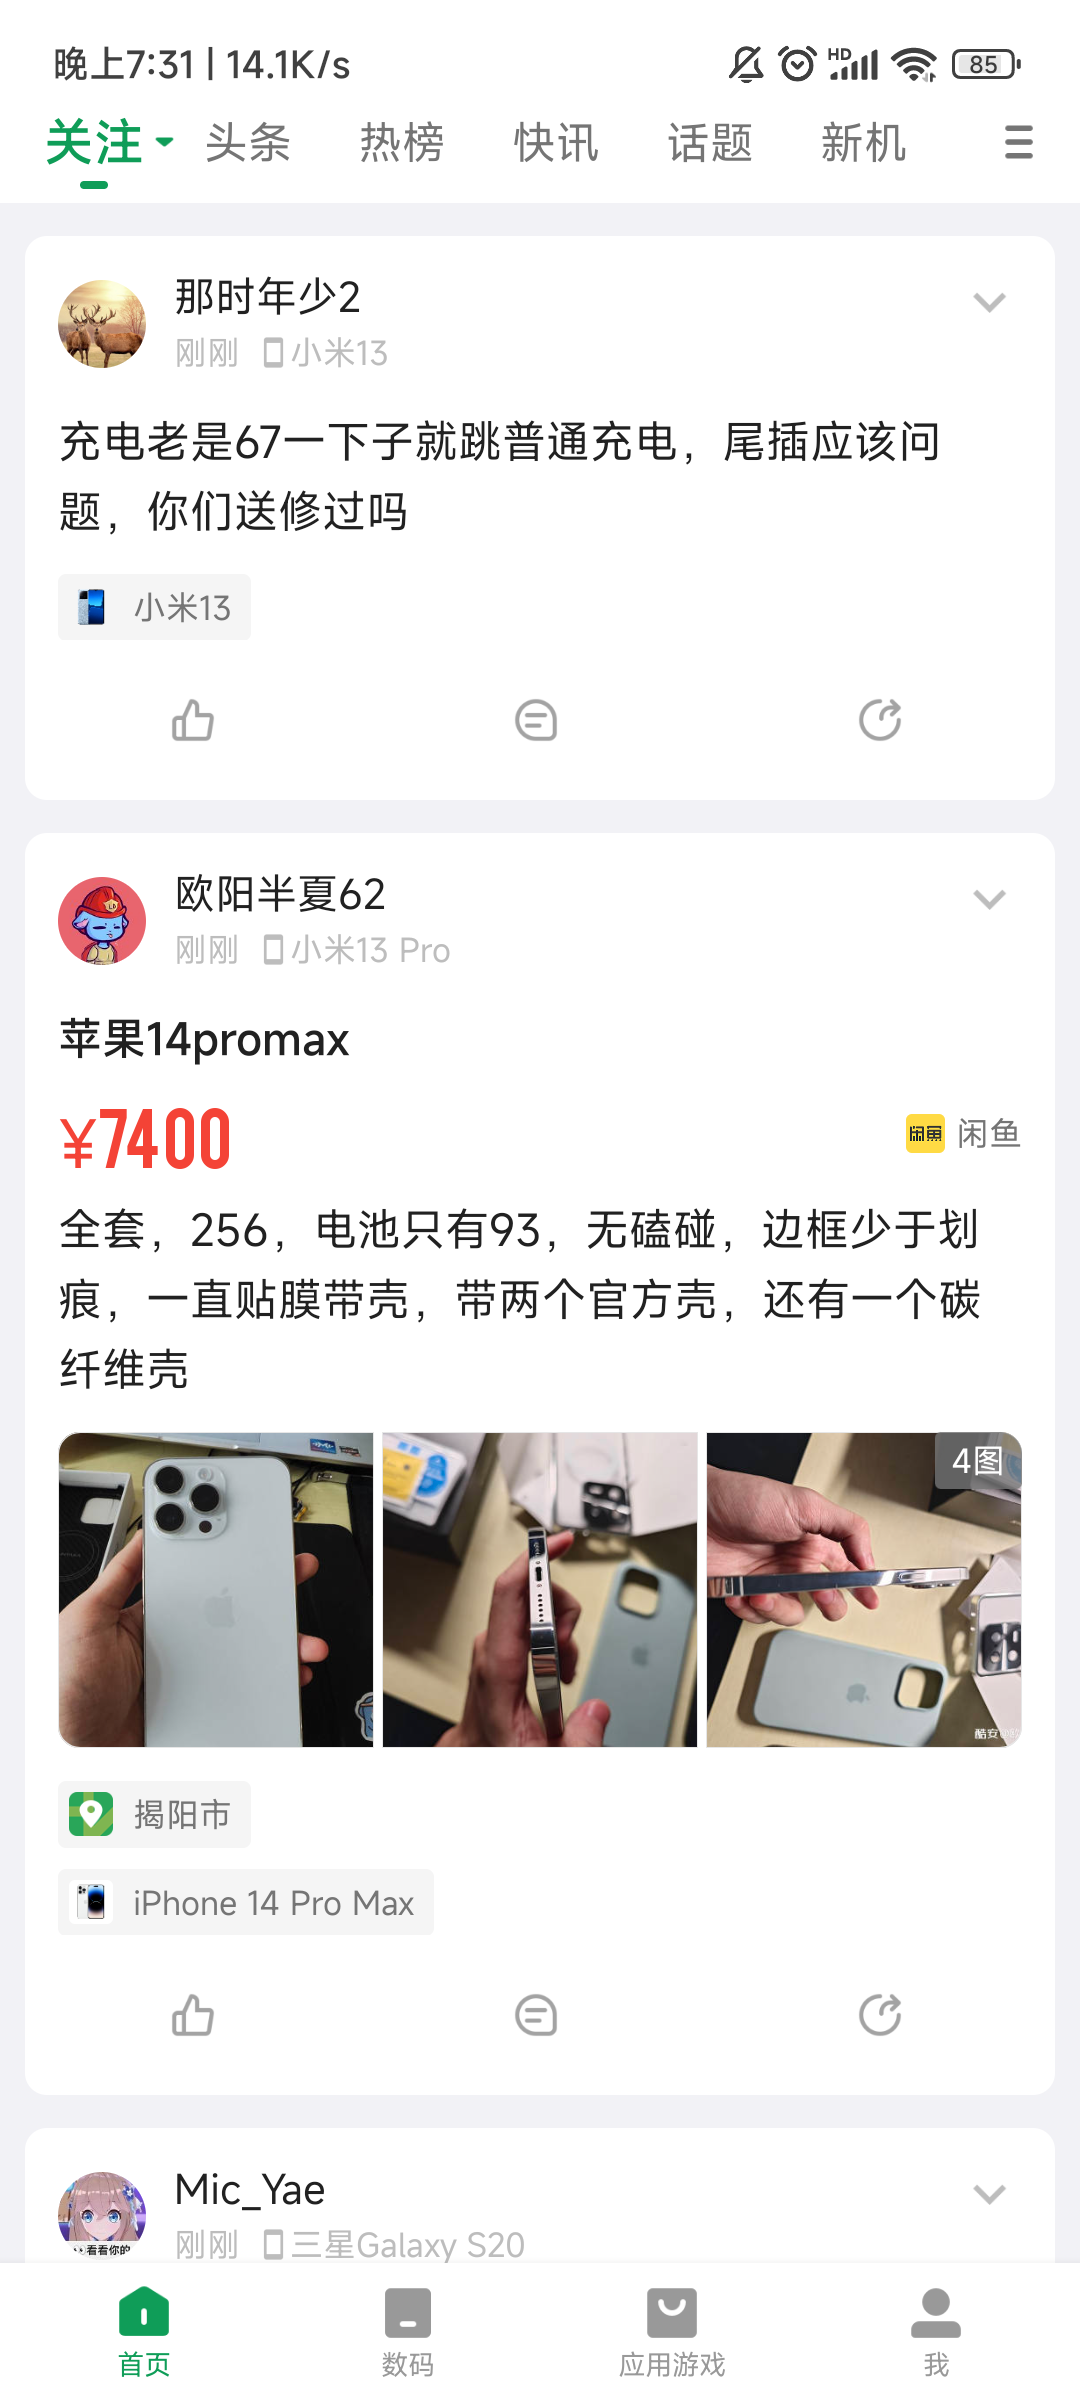 晚上7:31 | 14.1K/s
HD
85
关注 头条 热榜 快讯 话题 新机
那时年少2
刚刚 小米13
充电老是67一下子就跳普通充电，尾插应该问
题，你们送修过吗
小米13
欧阳半夏62
刚刚 小米13 Pro
苹果14promax
¥7400
闲鱼 闲鱼
全套，256，电池只有93，无磕碰，边框少于划
痕，一直贴膜带壳，带两个官方壳，还有一个碳
纤维壳
4图
酷安
揭阳市
iPhone 14 Pro Max
Mic_Yae
看看你的
刚刚 三星Galaxy S20
首页 数码 应用游戏 我